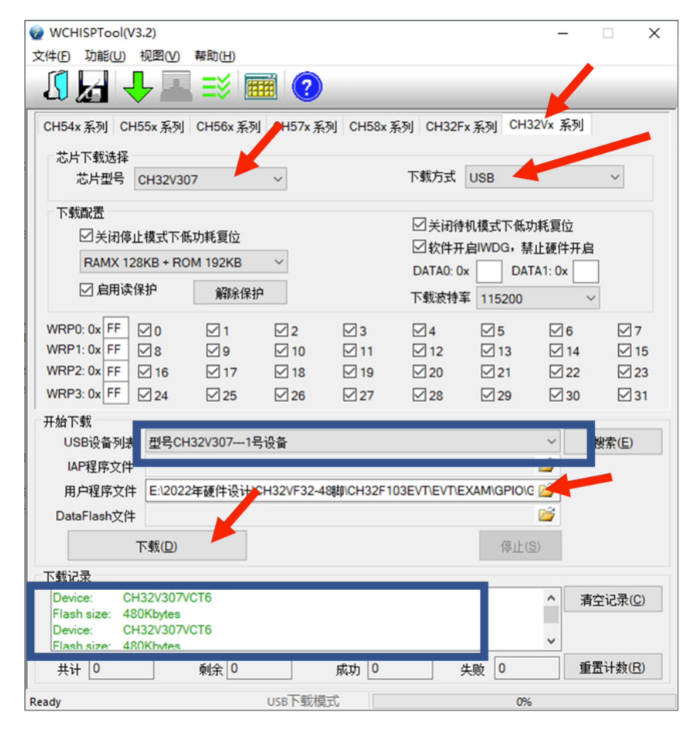 WCHISPTool(V3.2)
文件(F) 功能(U) 视图(V) 帮助(H)
CH54x 系列 CH55x 系列 CH56x 系列 CH57x 系列 CH58x 系列 CH32Fx 系列 CH32Vx 系列
芯片下载选择
芯片型号 CH32V307 下载方式 USB
下载配置
关闭停止模式下低功耗复位 关闭待机模式下低功耗复位
软件开启IWDG，禁止硬件开启
RAMX 128KB + ROM 192KB DATA0: 0x DATA1: 0x
启用读保护 解除保护 下载波特率 115200
WRP0: 0x FF 0 1 2 3 4 5 6 7
WRP1: 0x FF 8 9 10 11 12 13 14 15
WRP2: 0x FF 16 17 18 19 20 21 22 23
WRP3: 0x FF 24 25 26 27 28 29 30 31
开始下载
USB设备列表 型号CH32V307---1号设备 搜索(E)
IAP程序文件
用户程序文件 E:\2022年硬件设计\CH32VF32-48脚\CH32F103EVT\EVT\EXAM\GPIO\G
DataFlash文件
下载(D) 停止(S)
下载记录
Device: CH32V307VCT6
Flash size: 480Kbytes
Device: CH32V307VCT6
Flash size: 480Kbytes
清空记录(C)
共计 0 剩余 0 成功 0 失败 0 重置计数(R)
Ready USB下载模式 0%